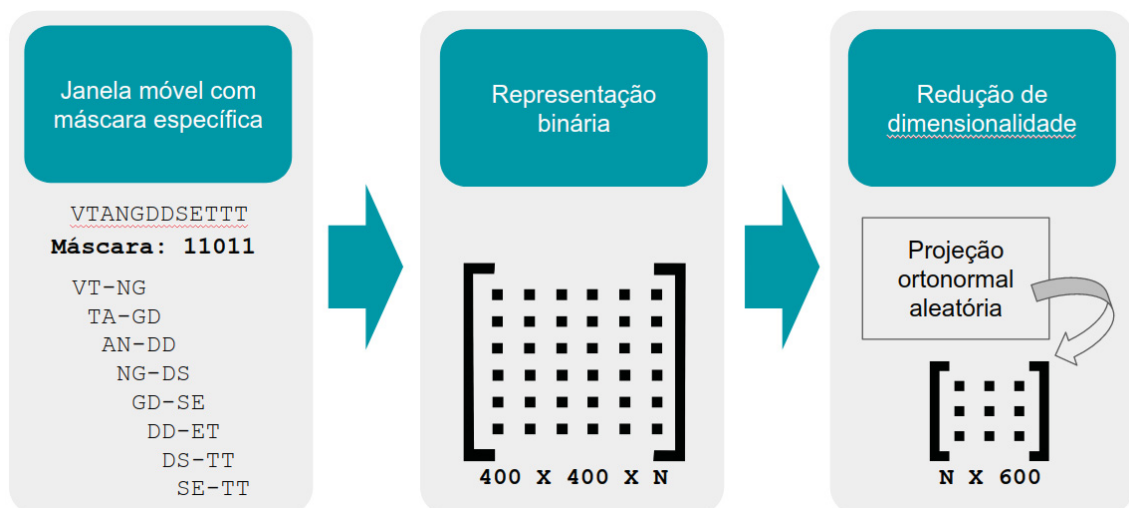 Janela móvel com
máscara específica
VTANGDDSETTT
Máscara: 11011
VT-NG
TA-GD
AN-DD
NG-DS
GD-SE
DD-ET
DS-TT
SE-TT
Representação
binária
400 X 400 X N
Redução de
dimensionalidade
Projeção
ortonormal
aleatória
N X 600